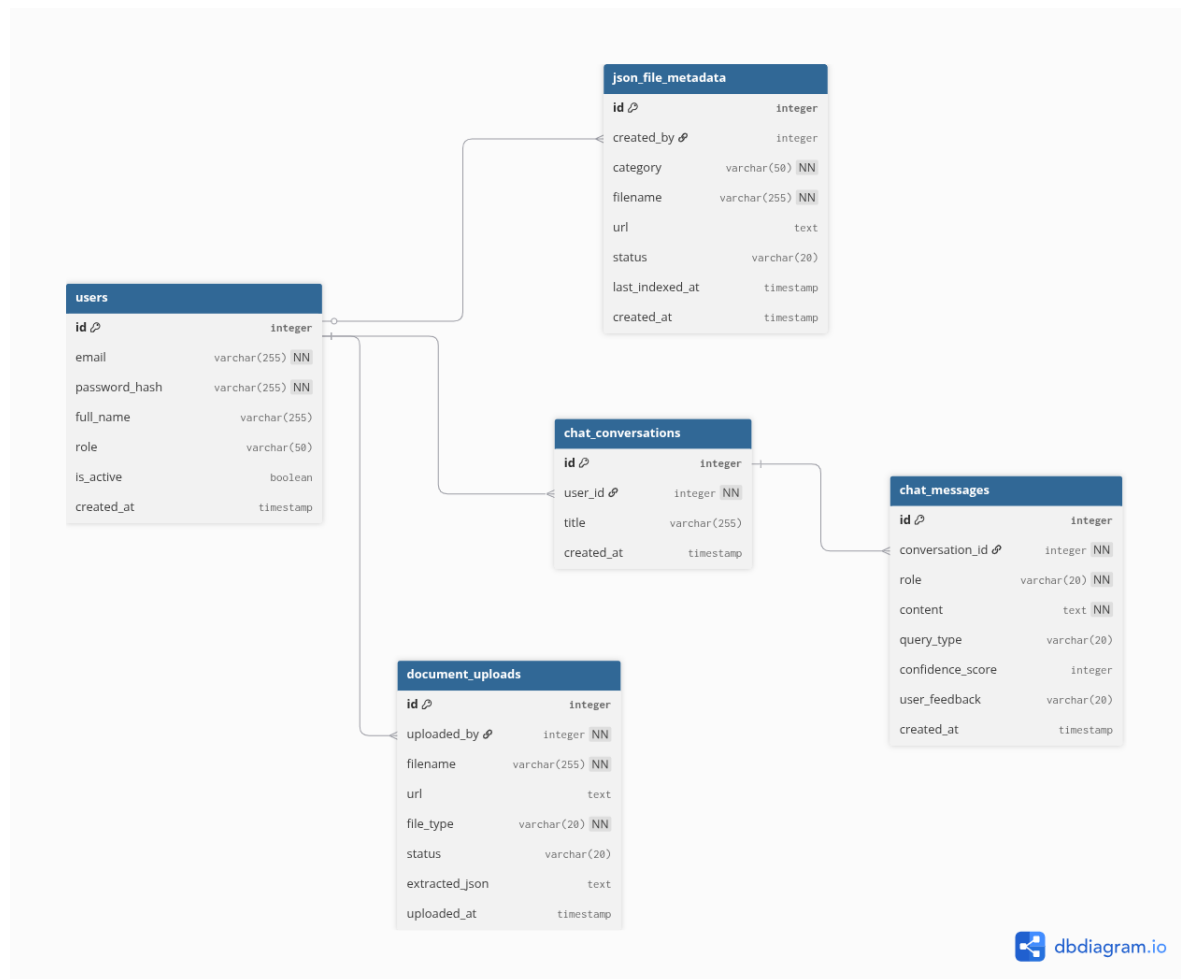 json_file_metadata
id integer
created_by integer
category varchar(50) NN
filename varchar(255) NN
url text
status varchar(20)
last_indexed_at timestamp
created_at timestamp
users
id integer
email varchar(255) NN
password_hash varchar(255) NN
full_name varchar(255)
role varchar(50)
is_active boolean
created_at timestamp
chat_conversations
id integer
user_id integer NN
title varchar(255)
created_at timestamp
chat_messages
id integer
conversation_id integer NN
role varchar(20) NN
content text NN
query_type varchar(20)
confidence_score integer
user_feedback varchar(20)
created_at timestamp
document_uploads
id integer
uploaded_by integer NN
filename varchar(255) NN
url text
file_type varchar(20) NN
status varchar(20)
extracted_json text
uploaded_at timestamp
dbdiagram.io